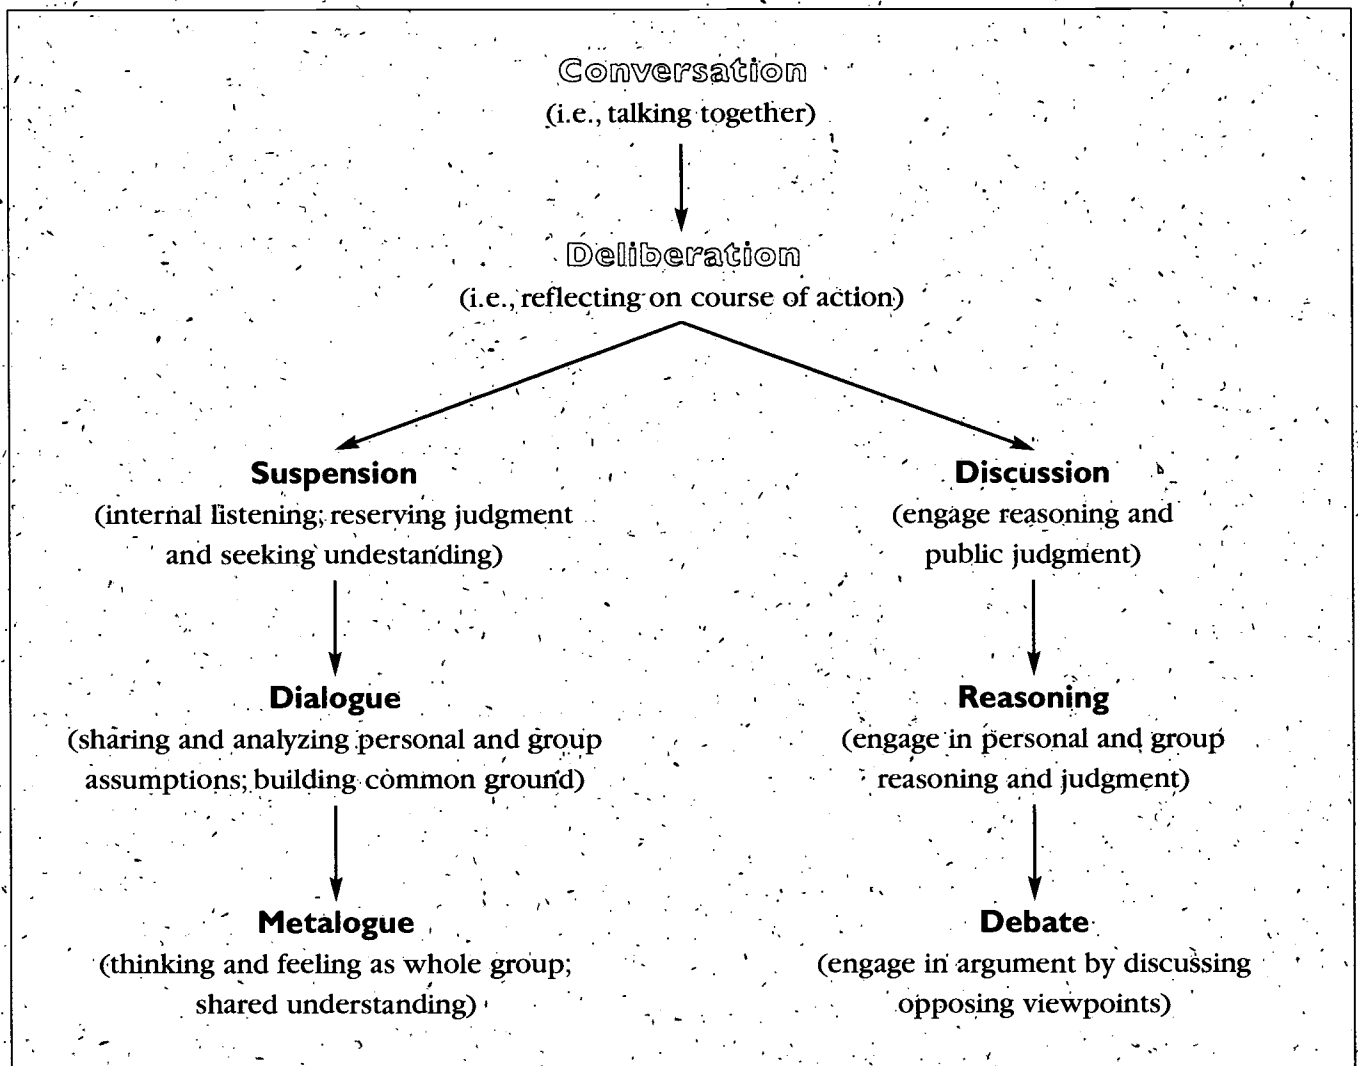 Conversation
(i.e., talking together)
Deliberation
(i.e., reflecting on course of action)
Suspension
(internal listening; reserving judgment
and seeking undestanding)
Discussion
(engage reasoning and
public judgment)
Dialogue
(sharing and analyzing personal and group
assumptions; building common ground)
Reasoning
(engage in personal and group
reasoning and judgment)
Metalogue
(thinking and feeling as whole group;
shared understanding)
Debate
(engage in argument by discussing
opposing viewpoints)